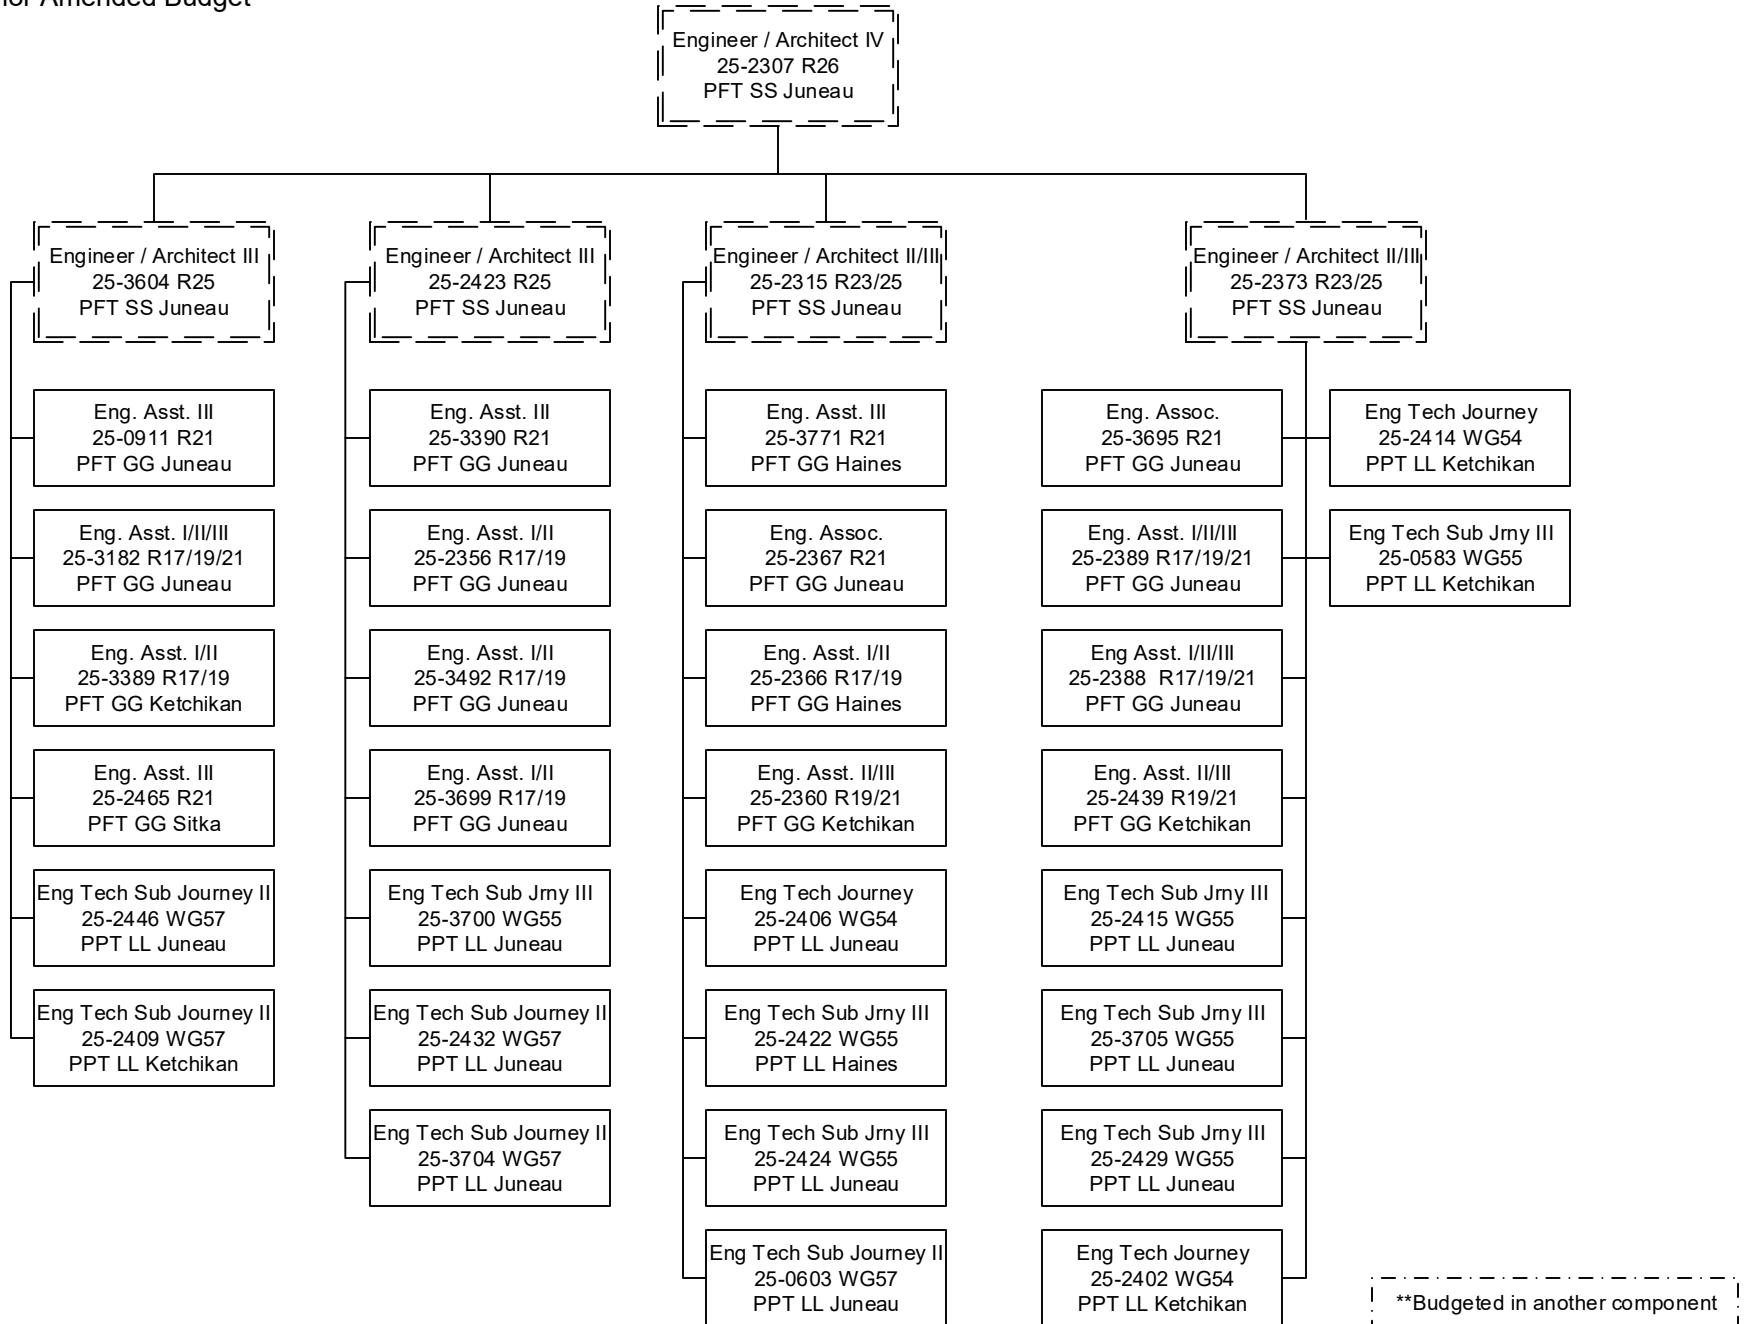 nor Amended Budget
Engineer / Architect IV
25-2307 R26
PFT SS Juneau
Engineer / Architect III
25-3604 R25
PFT SS Juneau
Engineer / Architect III
25-2423 R25
PFT SS Juneau
Engineer / Architect II/III
25-2315 R23/25
PFT SS Juneau
Engineer / Architect II/III
25-2373 R23/25
PFT SS Juneau
Eng. Asst. III
25-0911 R21
PFT GG Juneau
Eng. Asst. III
25-3390 R21
PFT GG Juneau
Eng. Asst. III
25-3771 R21
PFT GG Haines
Eng. Assoc.
25-3695 R21
PFT GG Juneau
Eng Tech Journey
25-2414 WG54
PPT LL Ketchikan
Eng. Asst. I/II/III
25-3182 R17/19/21
PFT GG Juneau
Eng. Asst. I/II
25-2356 R17/19
PFT GG Juneau
Eng. Assoc.
25-2367 R21
PFT GG Juneau
Eng. Asst. I/II/III
25-2389 R17/19/21
PFT GG Juneau
Eng Tech Sub Jrny III
25-0583 WG55
PPT LL Ketchikan
Eng. Asst. I/II
25-3389 R17/19
PFT GG Ketchikan
Eng. Asst. I/II
25-3492 R17/19
PFT GG Juneau
Eng. Asst. I/II
25-2366 R17/19
PFT GG Haines
Eng Asst. I/II/III
25-2388 R17/19/21
PFT GG Juneau
Eng. Asst. III
25-2465 R21
PFT GG Sitka
Eng. Asst. I/II
25-3699 R17/19
PFT GG Juneau
Eng. Asst. II/III
25-2360 R19/21
PFT GG Ketchikan
Eng. Asst. II/III
25-2439 R19/21
PFT GG Ketchikan
Eng Tech Sub Journey II
25-2446 WG57
PPT LL Juneau
Eng Tech Sub Jrny III
25-3700 WG55
PPT LL Juneau
Eng Tech Journey
25-2406 WG54
PPT LL Juneau
Eng Tech Sub Jrny III
25-2415 WG55
PPT LL Juneau
Eng Tech Sub Journey II
25-2409 WG57
PPT LL Ketchikan
Eng Tech Sub Journey II
25-2432 WG57
PPT LL Juneau
Eng Tech Sub Jrny III
25-2422 WG55
PPT LL Haines
Eng Tech Sub Jrny III
25-3705 WG55
PPT LL Juneau
Eng Tech Sub Journey II
25-3704 WG57
PPT LL Juneau
Eng Tech Sub Jrny III
25-2424 WG55
PPT LL Juneau
Eng Tech Sub Jrny III
25-2429 WG55
PPT LL Juneau
Eng Tech Sub Journey II
25-0603 WG57
PPT LL Juneau
Eng Tech Journey
25-2402 WG54
PPT LL Ketchikan
**Budgeted in another component